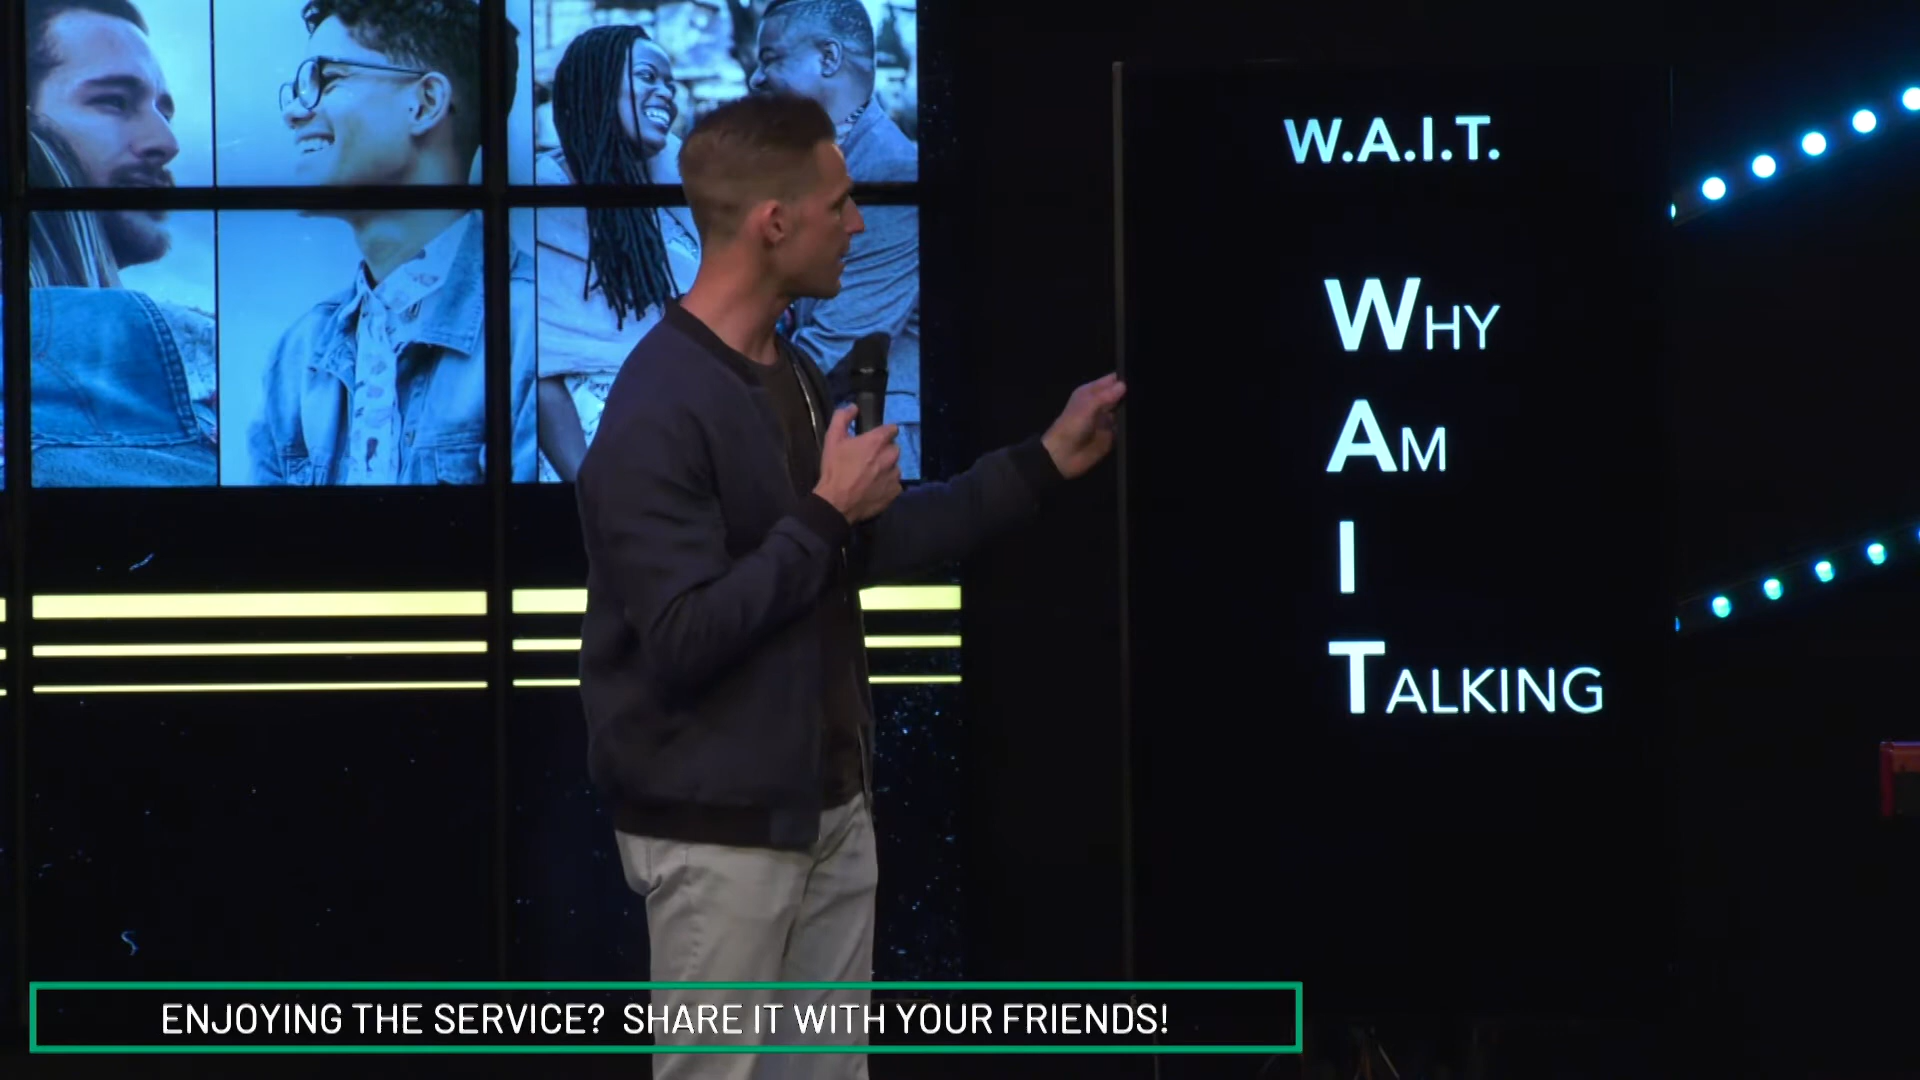 W.A.I.T.
WHY
AM
I
TALKING
ENJOYING THE SERVICE? SHARE IT WITH YOUR FRIENDS!